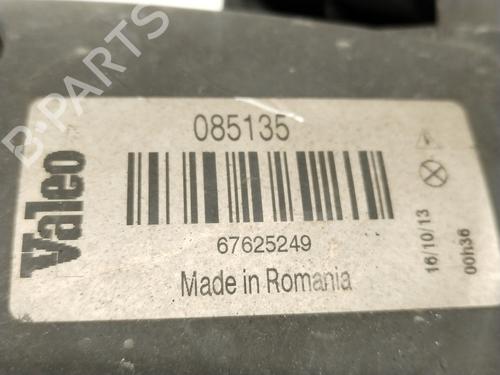 B-PARTS
Valeo
085135
67625249
Made in Romania
16/10/13
00h36